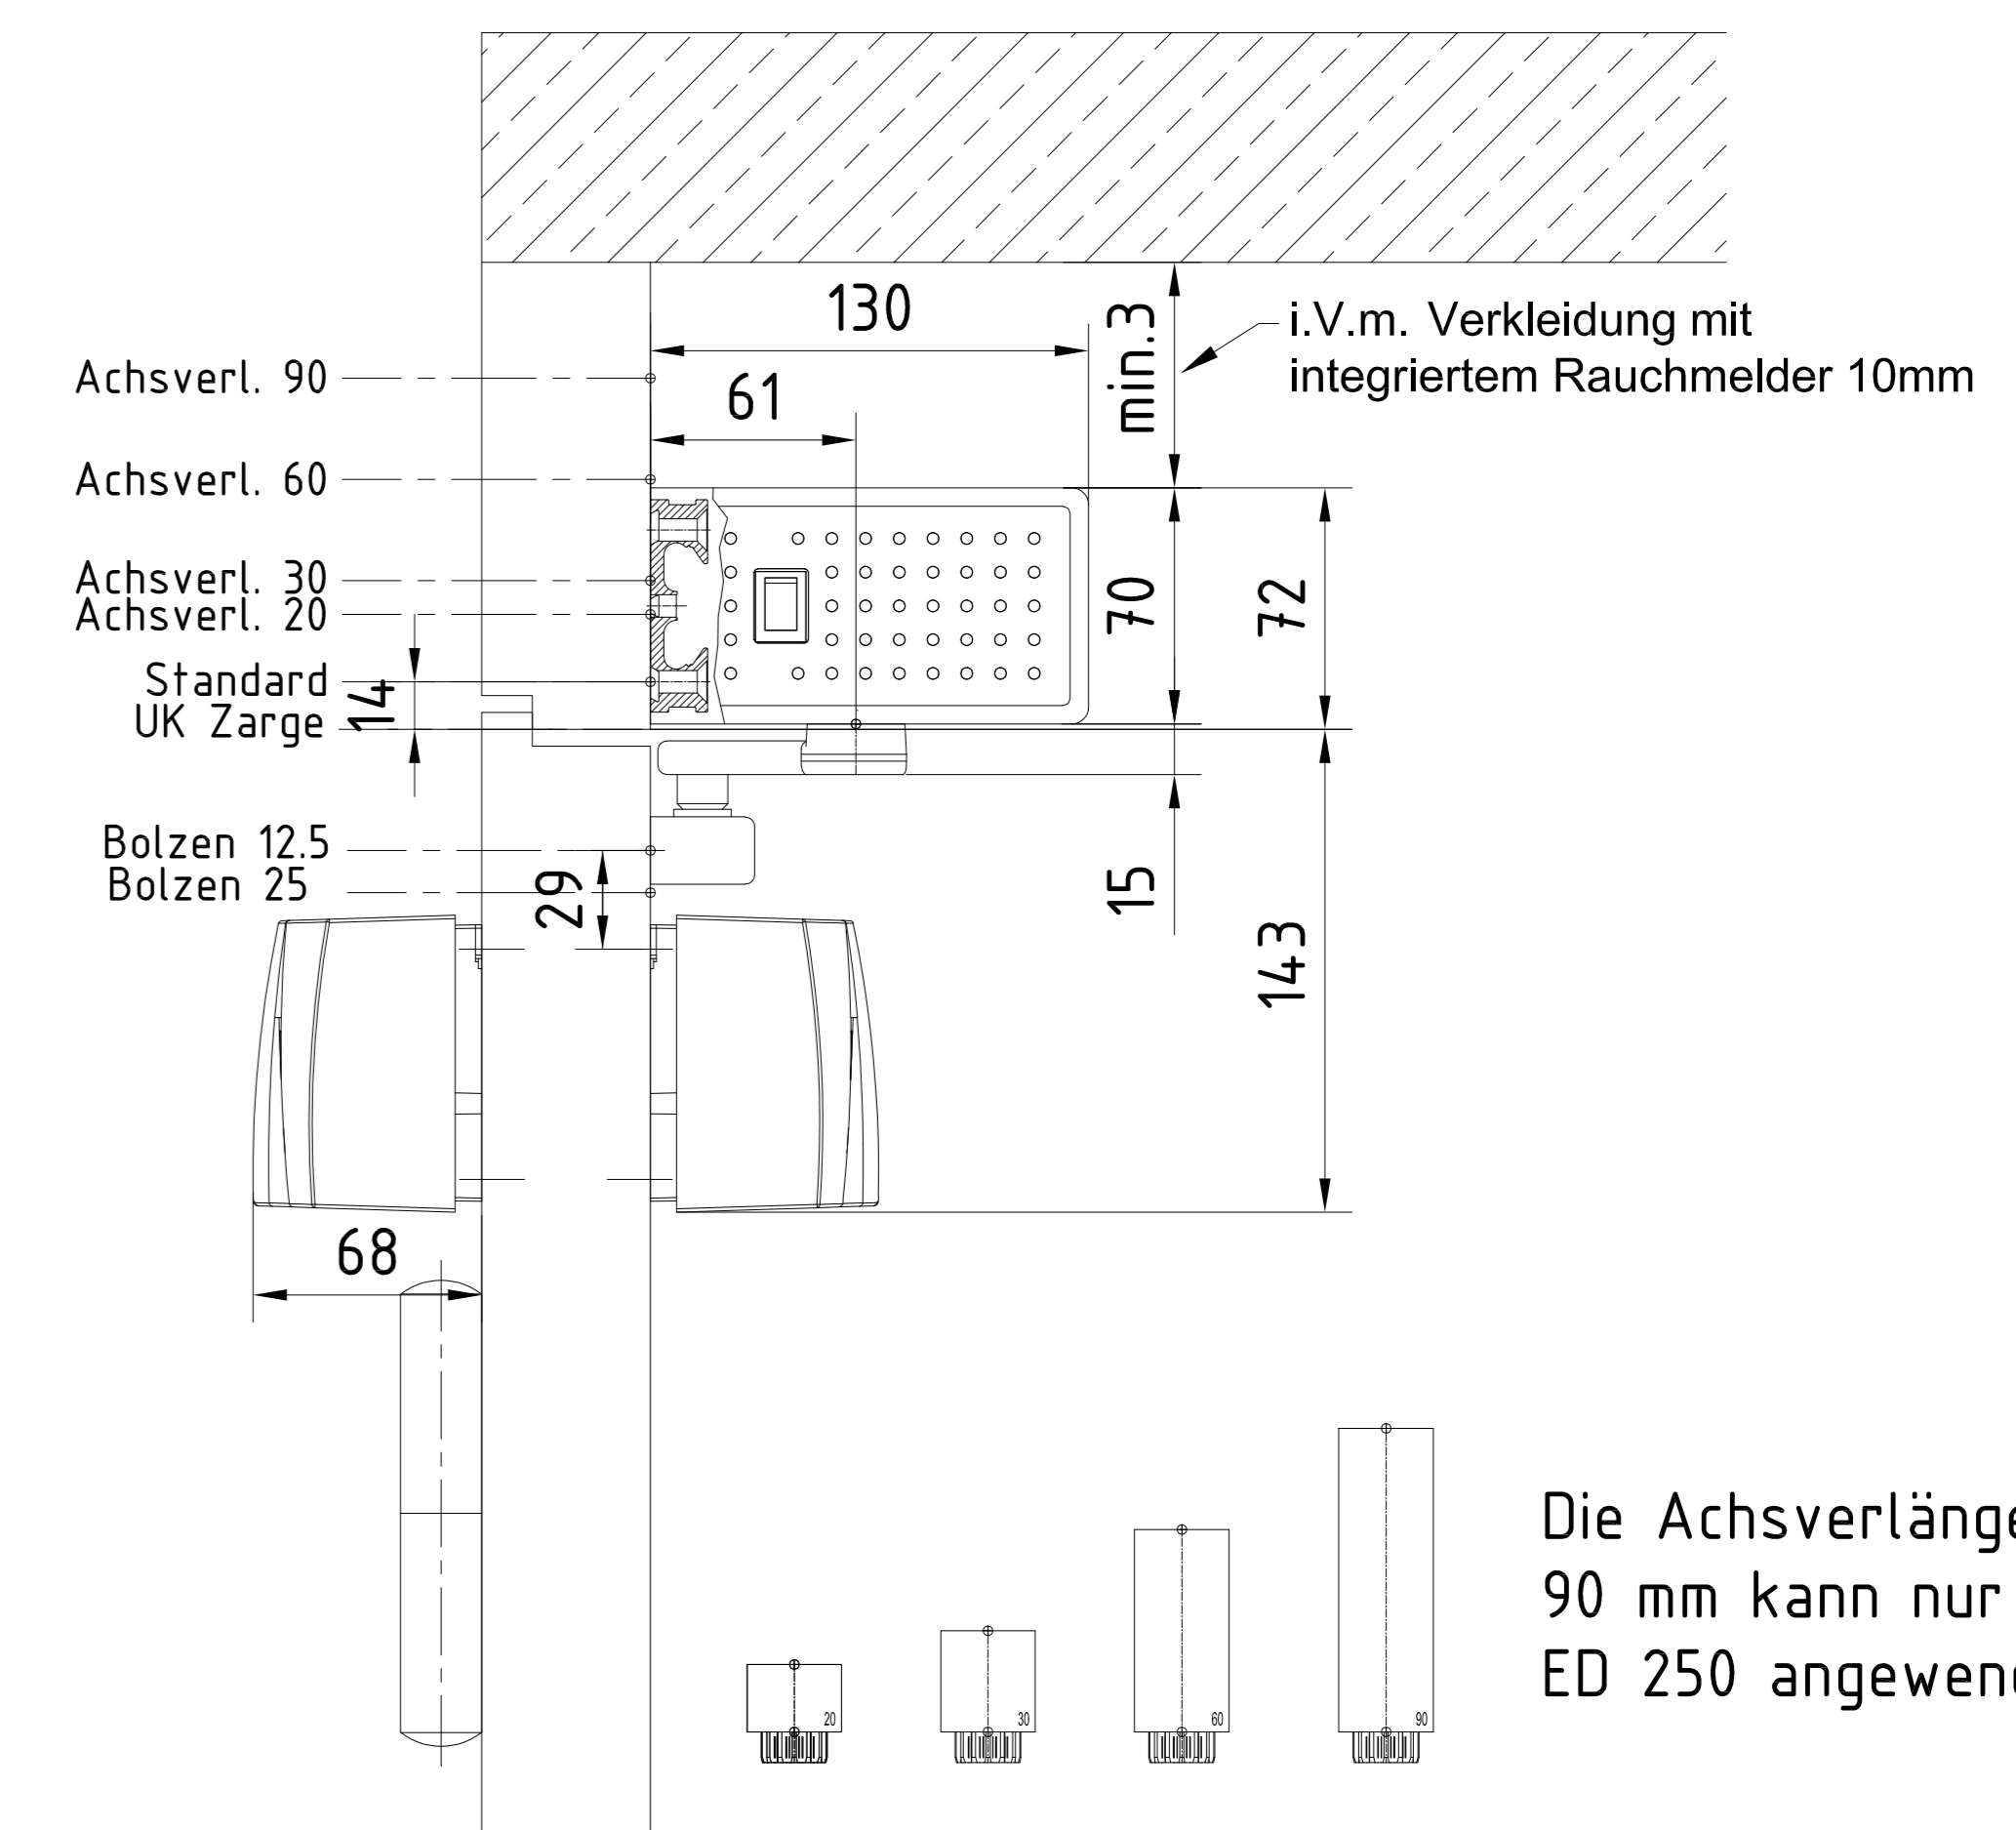 130
i.V.m. Verkleidung mit
integriertem Rauchmelder 10mm
min.3
Achsverl. 90
61
Achsverl. 60
Achsverl. 30
Achsverl. 20
70
72
Standard
14
UK Zarge
Bolzen 12.5
Bolzen 25
29
15
143
68
Die Achsverlänge
90 mm kann nur
ED 250 angewen
20
30
60
90